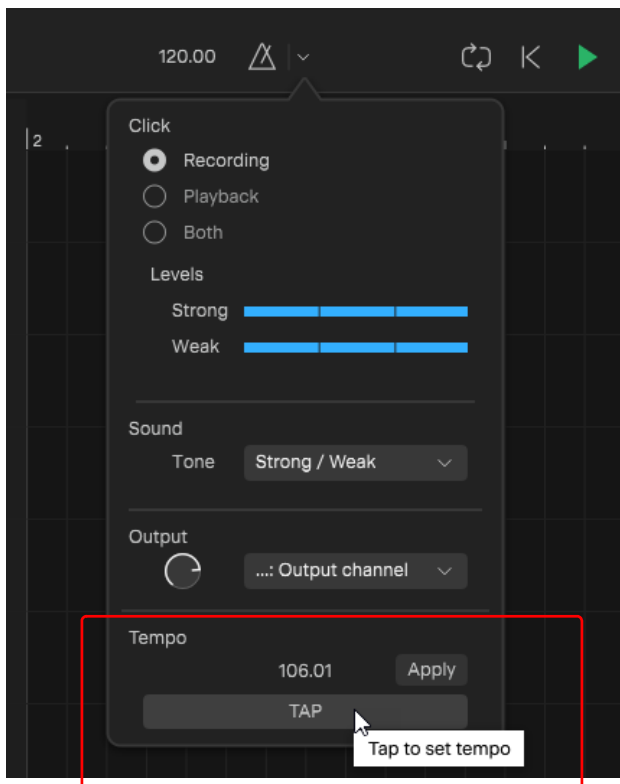 120.00
2
Click
Recording
Playback
Both
Levels
Strong
Weak
Sound
Tone Strong / Weak
Output
...: Output channel
Tempo
106.01 Apply
TAP
Tap to set tempo